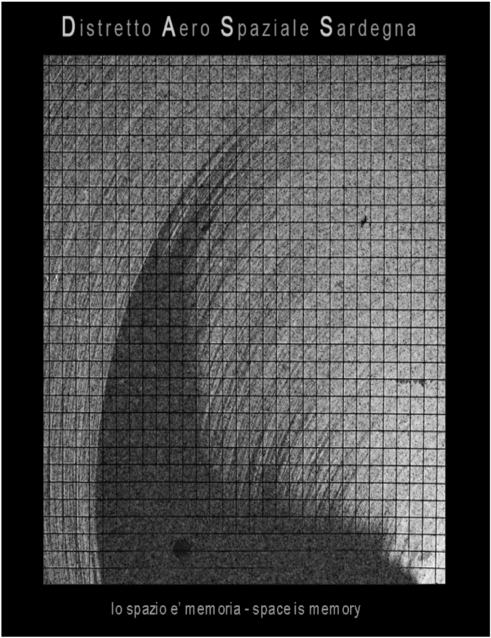 Distretto Aero Spaziale Sardegna
lo spazio e' memoria - space is memory